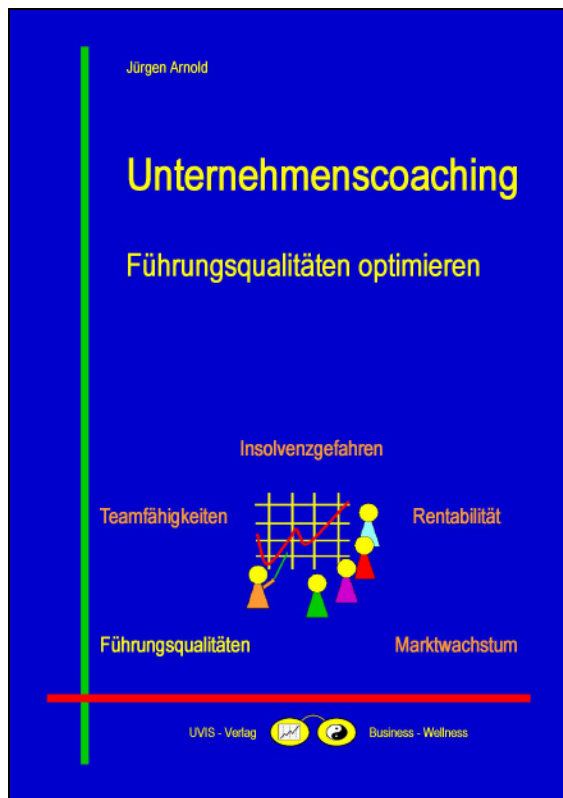 Jürgen Arnold
Unternehmenscoaching
Führungsqualitäten optimieren
Insolvenzgefahren
Teamfähigkeiten Rentabilität
Führungsqualitäten Marktwachstum
UVIS - Verlag Business - Wellness